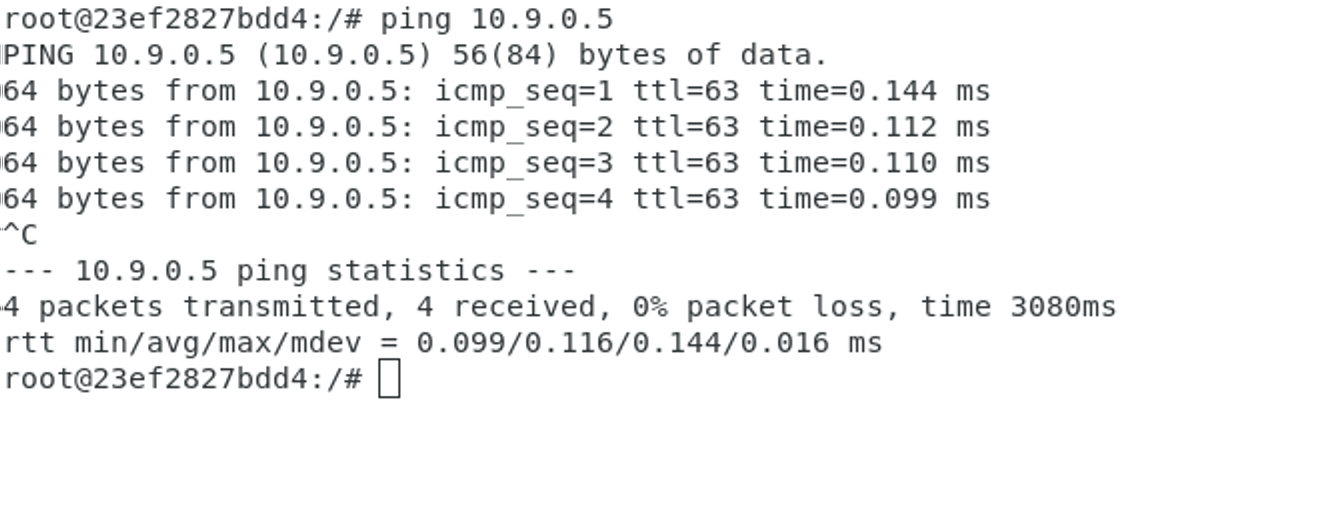 root@23ef2827bdd4:/# ping 10.9.0.5
PING 10.9.0.5 (10.9.0.5) 56(84) bytes of data.
64 bytes from 10.9.0.5: icmp_seq=1 ttl=63 time=0.144 ms
64 bytes from 10.9.0.5: icmp_seq=2 ttl=63 time=0.112 ms
64 bytes from 10.9.0.5: icmp_seq=3 ttl=63 time=0.110 ms
64 bytes from 10.9.0.5: icmp_seq=4 ttl=63 time=0.099 ms
^C
--- 10.9.0.5 ping statistics ---
4 packets transmitted, 4 received, 0% packet loss, time 3080ms
rtt min/avg/max/mdev = 0.099/0.116/0.144/0.016 ms
root@23ef2827bdd4:/#